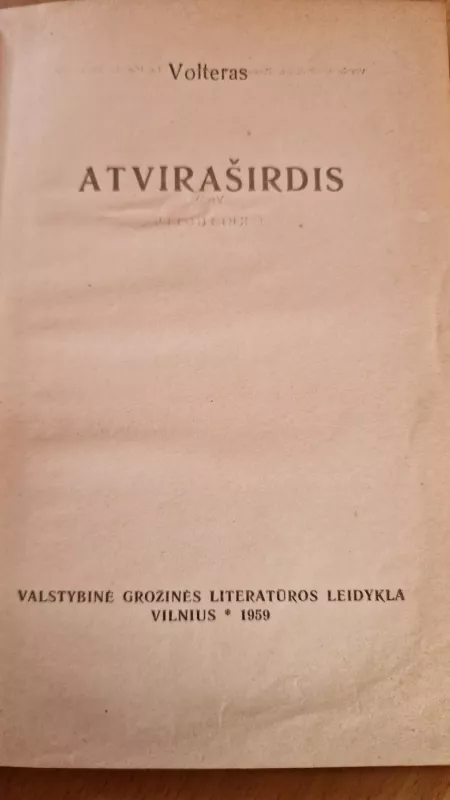 Volteras
ATVIRAŠIRDIS
VALSTYBINĖ GROŽINĖS LITERATŪROS LEIDYKLA
VILNIUS * 1959